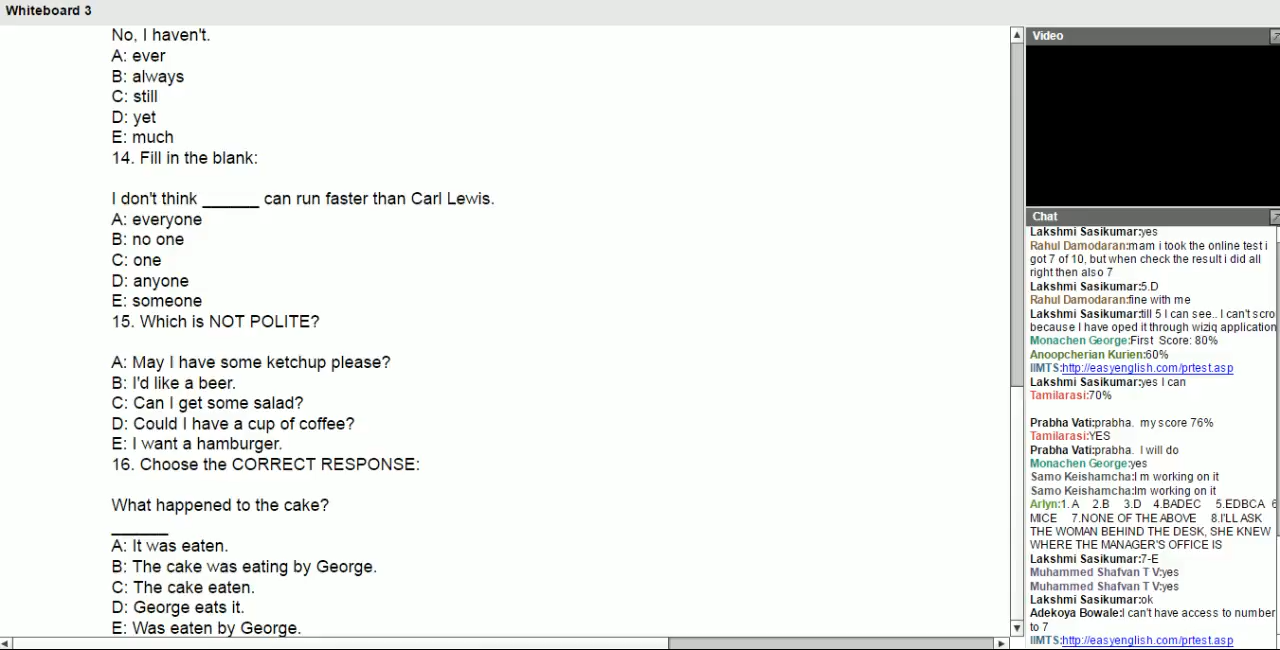 Whiteboard 3
No, I haven't.
A: ever
B: always
C: still
D: yet
E: much
14. Fill in the blank:
I don't think ______ can run faster than Carl Lewis.
A: everyone
B: no one
C: one
D: anyone
E: someone
15. Which is NOT POLITE?
A: May I have some ketchup please?
B: I'd like a beer.
C: Can I get some salad?
D: Could I have a cup of coffee?
E: I want a hamburger.
16. Choose the CORRECT RESPONSE:
What happened to the cake?
______
A: It was eaten.
B: The cake was eating by George.
C: The cake eaten.
D: George eats it.
E: Was eaten by George.
Video
Chat
Lakshmi Sasikumar:yes
Rahul Damodaran:mam i took the online test i
got 7 of 10, but when check the result i did all
right then also 7
Lakshmi Sasikumar:5.D
Rahul Damodaran:fine with me
Lakshmi Sasikumar:till 5 I can see.. I can't scro
because I have oped it through wiziq application
Monachen George:First Score: 80%
Anoopcherian Kurien:60%
IIMTS:http://easyenglish.com/prtest.asp
Lakshmi Sasikumar:yes I can
Tamilarasi:70%
Prabha Vati:prabha. my score 76%
Tamilarasi:YES
Prabha Vati:prabha. I will do
Monachen George:yes
Samo Keishamcha:I m working on it
Samo Keishamcha:Im working on it
Arlyn:1. A 2.B 3.D 4.BADEC 5.EDBCA 6
MICE 7.NONE OF THE ABOVE 8.I'LL ASK
THE WOMAN BEHIND THE DESK, SHE KNEW
WHERE THE MANAGER'S OFFICE IS
Lakshmi Sasikumar:7-E
Muhammed Shafvan T V:yes
Muhammed Shafvan T V:yes
Lakshmi Sasikumar:ok
Adekoya Bowale:I can't have access to number
to 7
IIMTS:http://easyenglish.com/prtest.asp